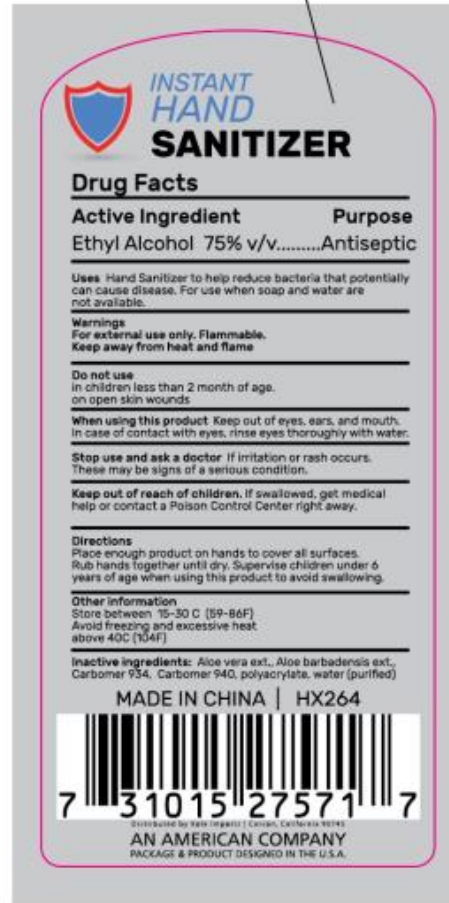 INSTANT
HAND
SANITIZER
Drug Facts
Active Ingredient Purpose
Ethyl Alcohol 75% v/v.........Antiseptic
Uses Hand Sanitizer to help reduce bacteria that potentially
can cause disease. For use when soap and water are
not available.
Warnings
For external use only. Flammable.
Keep away from heat and flame
Do not use
in children less than 2 month of age.
on open skin wounds
When using this product Keep out of eyes, ears, and mouth.
In case of contact with eyes, rinse eyes thoroughly with water.
Stop use and ask a doctor If irritation or rash occurs.
These may be signs of a serious condition.
Keep out of reach of children. If swallowed, get medical
help or contact a Poison Control Center right away.
Directions
Place enough product on hands to cover all surfaces.
Rub hands together until dry. Supervise children under 6
years of age when using this product to avoid swallowing.
Other information
Store between 15-30 C (59-86F)
Avoid freezing and excessive heat
above 40C (104F)
Inactive ingredients: Aloe vera ext., Aloe barbadensis ext.,
Carbomer 934, Carbomer 940, polyacrylate, water (purified)
MADE IN CHINA | HX264
7 31015 27571 7
Distributed by Kole Imports | Carson, California 90745
AN AMERICAN COMPANY
PACKAGE & PRODUCT DESIGNED IN THE U.S.A.